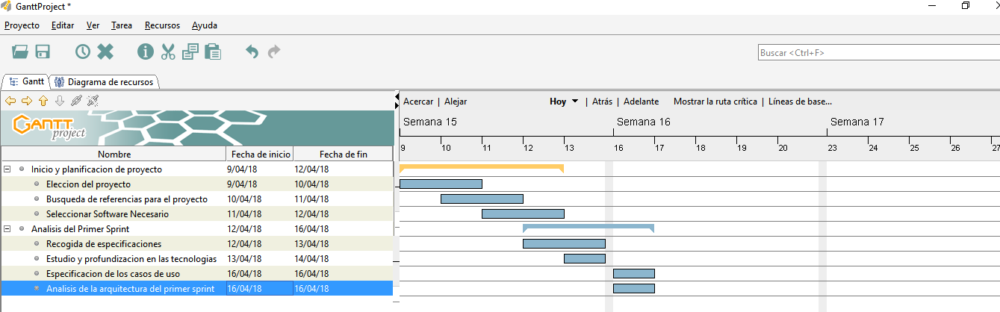 GanttProject *
Proyecto Editar Ver Tarea Recursos Ayuda
Buscar <Ctrl+F>
Gantt Diagrama de recursos
Acercar | Alejar Hoy | Atrás | Adelante Mostrar la ruta crítica | Líneas de base...
GANTT project
Semana 15 Semana 16 Semana 17
9 10 11 12 13 16 17 18 19 20 23 24 25 26 27
Nombre Fecha de inicio Fecha de fin
Inicio y planificacion de proyecto 9/04/18 12/04/18
Eleccion del proyecto 9/04/18 10/04/18
Busqueda de referencias para el proyecto 10/04/18 11/04/18
Seleccionar Software Necesario 11/04/18 12/04/18
Analisis del Primer Sprint 12/04/18 16/04/18
Recogida de especificaciones 12/04/18 13/04/18
Estudio y profundizacion en las tecnologias 13/04/18 14/04/18
Especificacion de los casos de uso 16/04/18 16/04/18
Analisis de la arquitectura del primer sprint 16/04/18 16/04/18